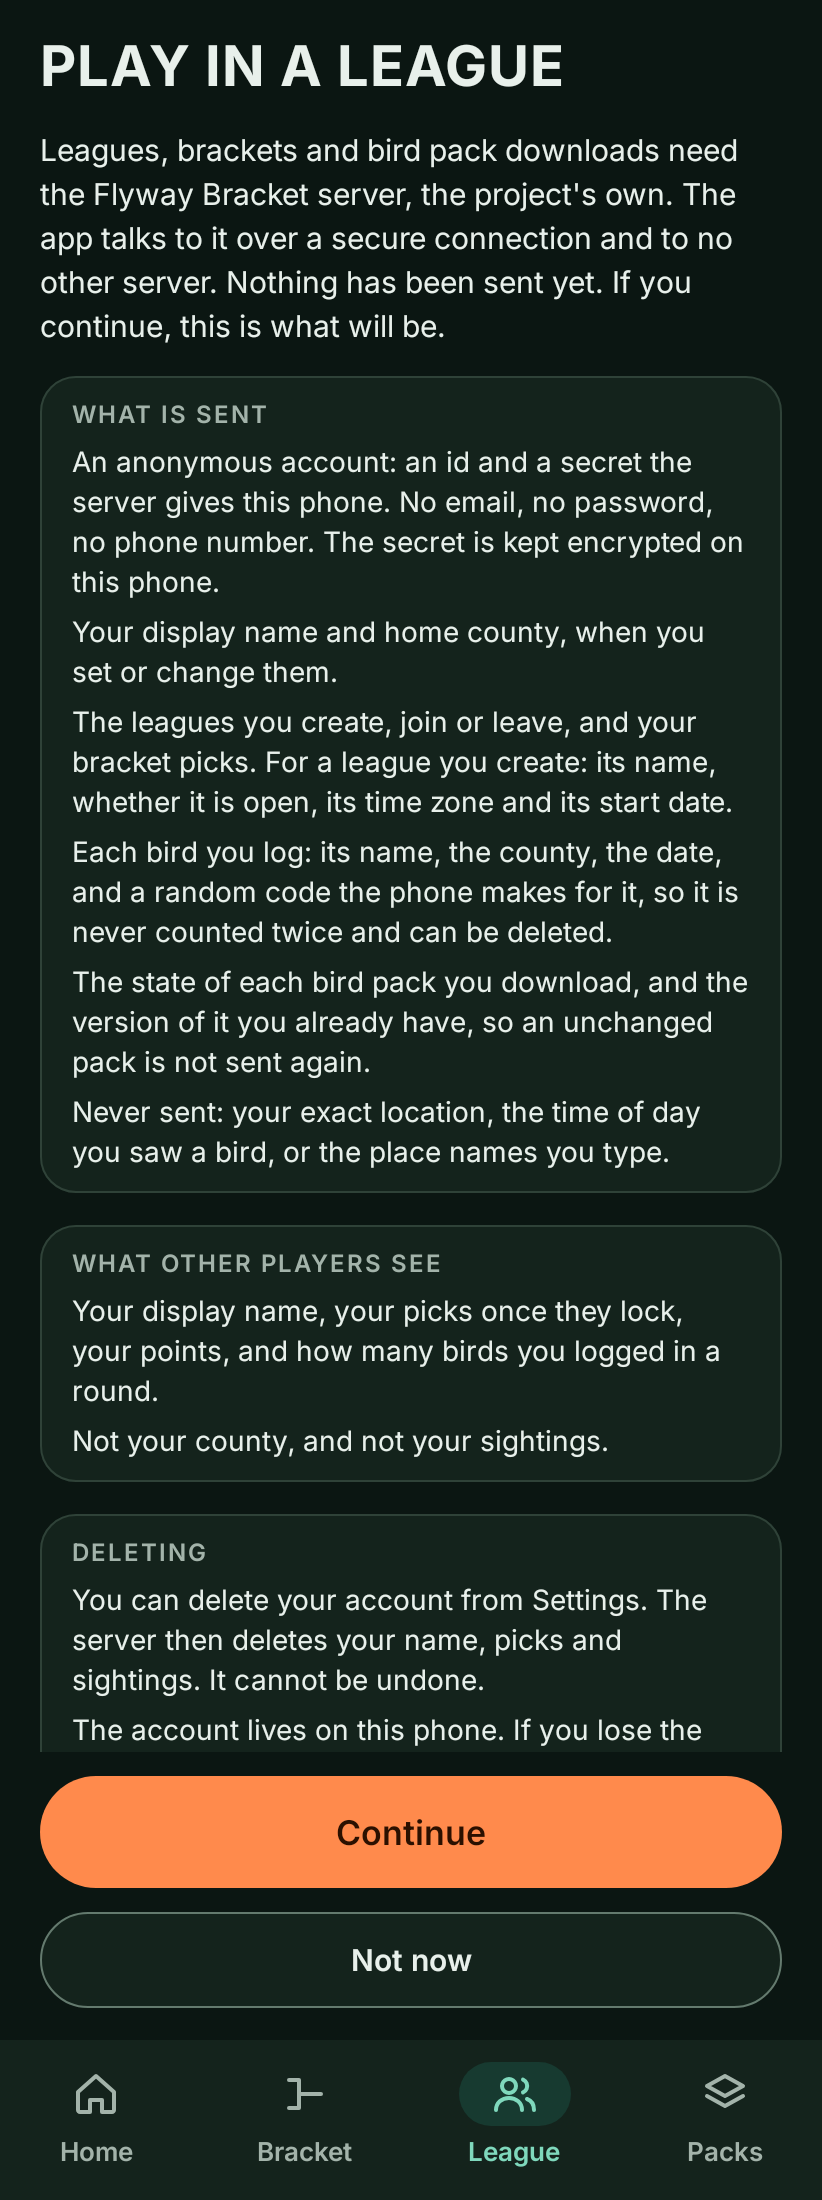 PLAY IN A LEAGUE
Leagues, brackets and bird pack downloads need
the Flyway Bracket server, the project's own. The
app talks to it over a secure connection and to no
other server. Nothing has been sent yet. If you
continue, this is what will be.
WHAT IS SENT
An anonymous account: an id and a secret the
server gives this phone. No email, no password,
no phone number. The secret is kept encrypted on
this phone.
Your display name and home county, when you
set or change them.
The leagues you create, join or leave, and your
bracket picks. For a league you create: its name,
whether it is open, its time zone and its start date.
Each bird you log: its name, the county, the date,
and a random code the phone makes for it, so it is
never counted twice and can be deleted.
The state of each bird pack you download, and the
version of it you already have, so an unchanged
pack is not sent again.
Never sent: your exact location, the time of day
you saw a bird, or the place names you type.
WHAT OTHER PLAYERS SEE
Your display name, your picks once they lock,
your points, and how many birds you logged in a
round.
Not your county, and not your sightings.
DELETING
You can delete your account from Settings. The
server then deletes your name, picks and
sightings. It cannot be undone.
The account lives on this phone. If you lose the
Continue
Not now
Home
Bracket
League
Packs